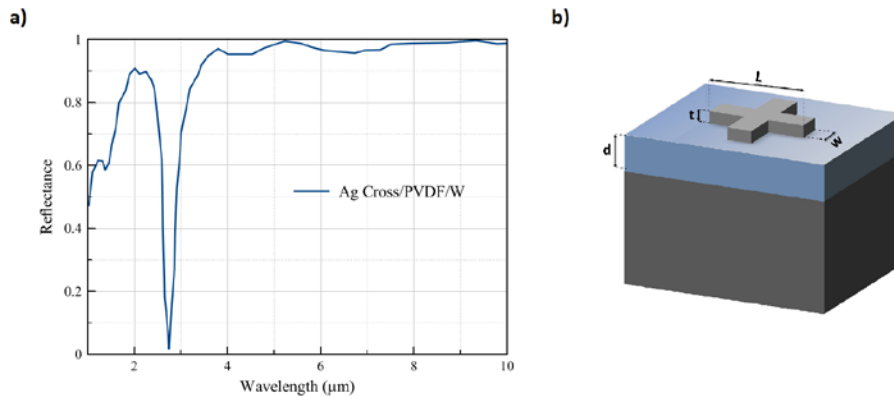 a)
b)
1
0.8
0.6
0.4
0.2
0
Reflectance
Ag Cross/PVDF/W
2
4
6
8
10
Wavelength (μm)
L
t
W
d